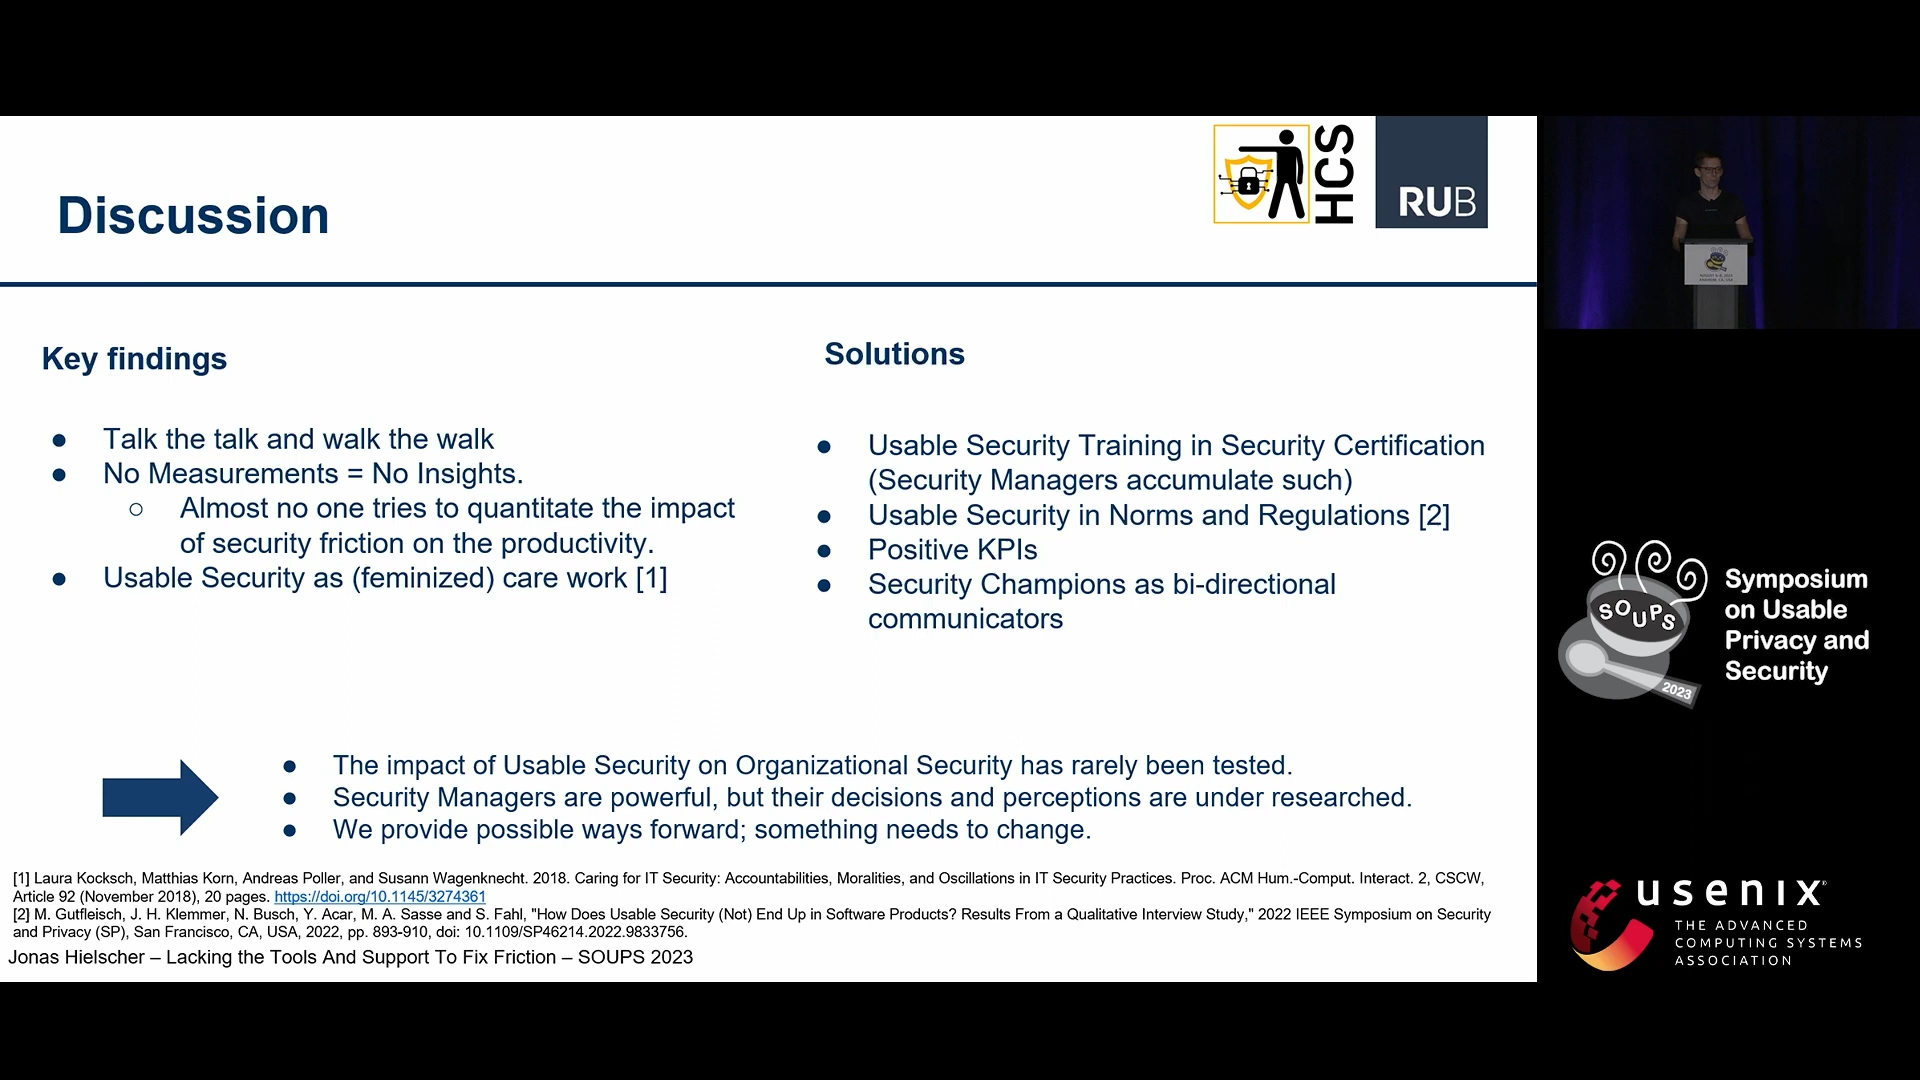 HCS
RUB
Discussion
Key findings
● Talk the talk and walk the walk
● No Measurements = No Insights.
○ Almost no one tries to quantitate the impact
of security friction on the productivity.
● Usable Security as (feminized) care work [1]
Solutions
● Usable Security Training in Security Certification
(Security Managers accumulate such)
● Usable Security in Norms and Regulations [2]
● Positive KPIs
● Security Champions as bi-directional
communicators
● The impact of Usable Security on Organizational Security has rarely been tested.
● Security Managers are powerful, but their decisions and perceptions are under researched.
● We provide possible ways forward; something needs to change.
[1] Laura Kocksch, Matthias Korn, Andreas Poller, and Susann Wagenknecht. 2018. Caring for IT Security: Accountabilities, Moralities, and Oscillations in IT Security Practices. Proc. ACM Hum.-Comput. Interact. 2, CSCW,
Article 92 (November 2018), 20 pages. https://doi.org/10.1145/3274361
[2] M. Gutfleisch, J. H. Klemmer, N. Busch, Y. Acar, M. A. Sasse and S. Fahl, "How Does Usable Security (Not) End Up in Software Products? Results From a Qualitative Interview Study," 2022 IEEE Symposium on Security
and Privacy (SP), San Francisco, CA, USA, 2022, pp. 893-910, doi: 10.1109/SP46214.2022.9833756.
Jonas Hielscher – Lacking the Tools And Support To Fix Friction – SOUPS 2023
SOUPS
2023
Symposium
on Usable
Privacy and
Security
usenix®
THE ADVANCED
COMPUTING SYSTEMS
ASSOCIATION